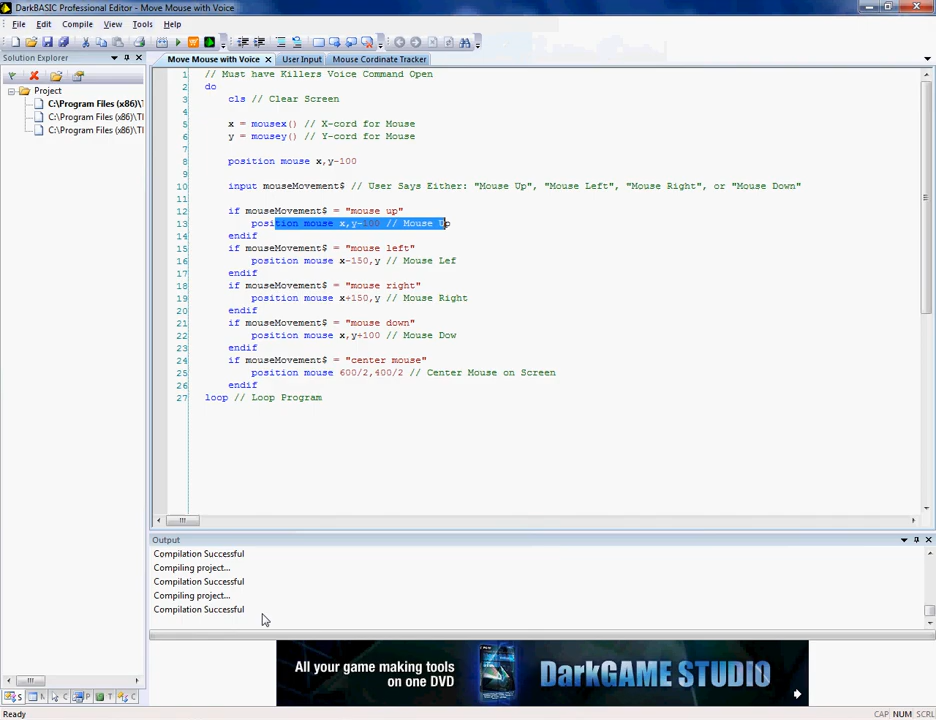 DarkBASIC Professional Editor - Move Mouse with Voice
File Edit Compile View Tools Help
Solution Explorer
Move Mouse with Voice User Input Mouse Cordinate Tracker
Project
C:\Program Files (x86)\
C:\Program Files (x86)\TI
C:\Program Files (x86)\TI
1 // Must have Killers Voice Command Open
2 do
3 cls // Clear Screen
4
5 x = mousex() // X-cord for Mouse
6 y = mousey() // Y-cord for Mouse
7
8 position mouse x,y-100
9
10 input mouseMovement$ // User Says Either: "Mouse Up", "Mouse Left", "Mouse Right", or "Mouse Down"
11
12 if mouseMovement$ = "mouse up"
13 position mouse x,y-100 // Mouse Up
14 endif
15 if mouseMovement$ = "mouse left"
16 position mouse x-150,y // Mouse Lef
17 endif
18 if mouseMovement$ = "mouse right"
19 position mouse x+150,y // Mouse Right
20 endif
21 if mouseMovement$ = "mouse down"
22 position mouse x,y+100 // Mouse Dow
23 endif
24 if mouseMovement$ = "center mouse"
25 position mouse 600/2,400/2 // Center Mouse on Screen
26 endif
27 loop // Loop Program
Output
Compilation Successful
Compiling project...
Compilation Successful
Compiling project...
Compilation Successful
All your game making tools
on one DVD
DarkGAME STUDIO
S M C P T C
Ready CAP NUM SCRL